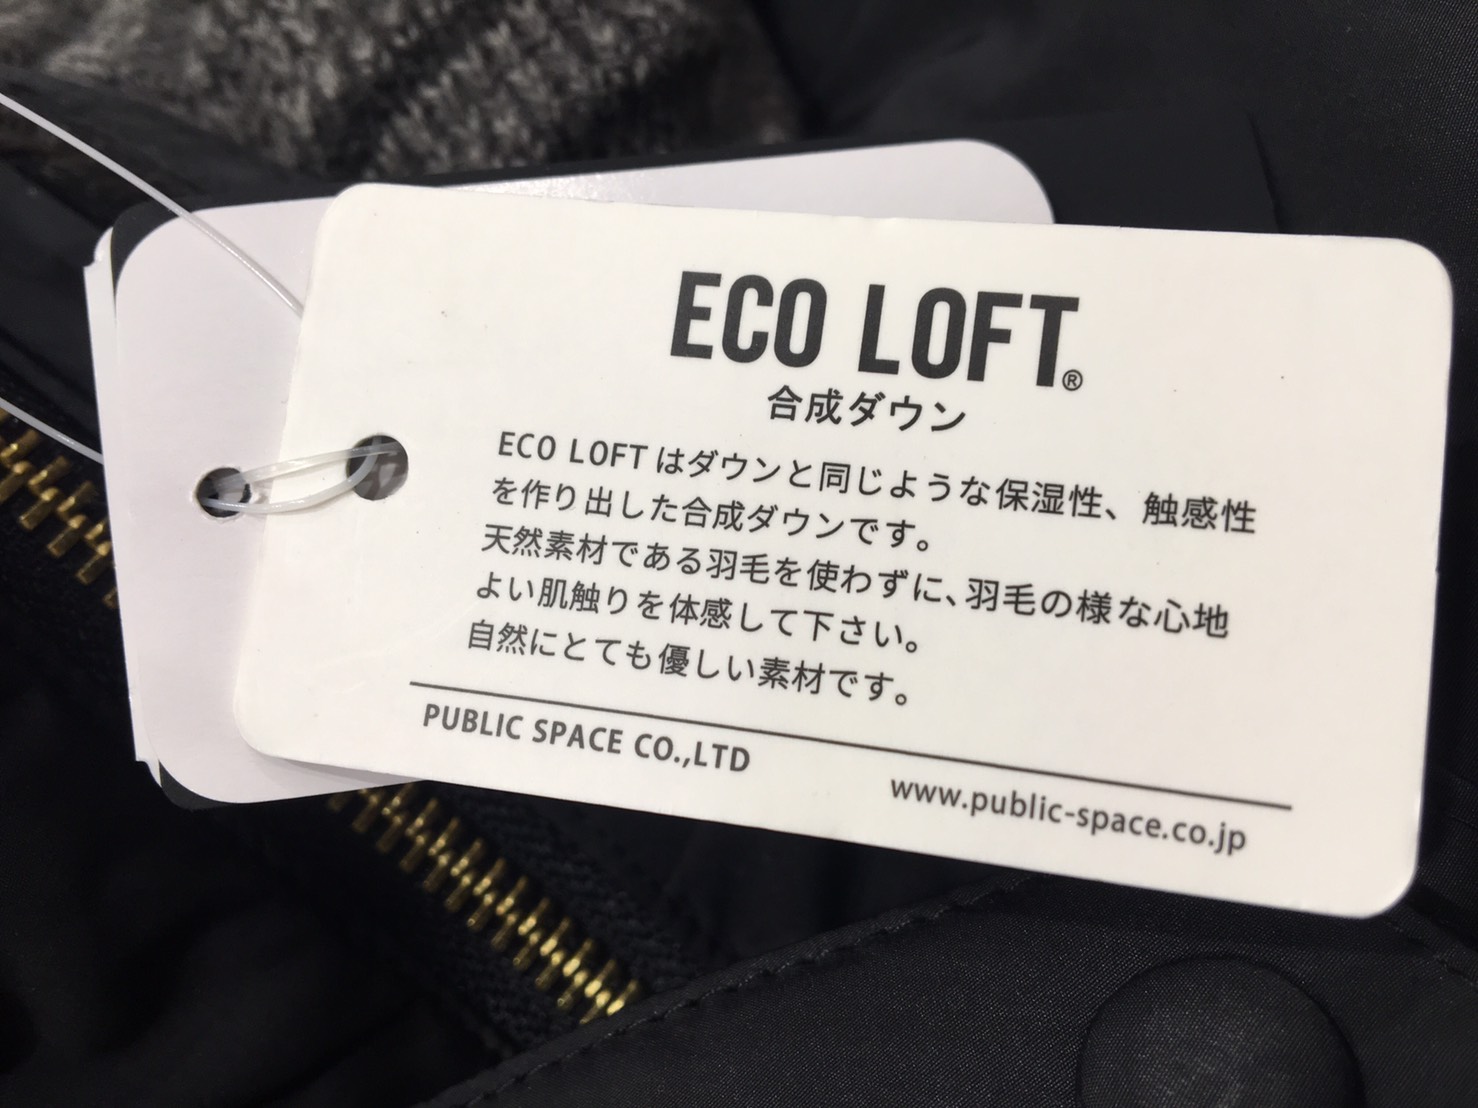 ECO LOFT®
合成ダウン
ECO LOFT はダウンと同じような保湿性、触感性
を作り出した合成ダウンです。
天然素材である羽毛を使わずに、羽毛の様な心地
よい肌触りを体感して下さい。
自然にとても優しい素材です。
PUBLIC SPACE CO.,LTD
www.public-space.co.jp